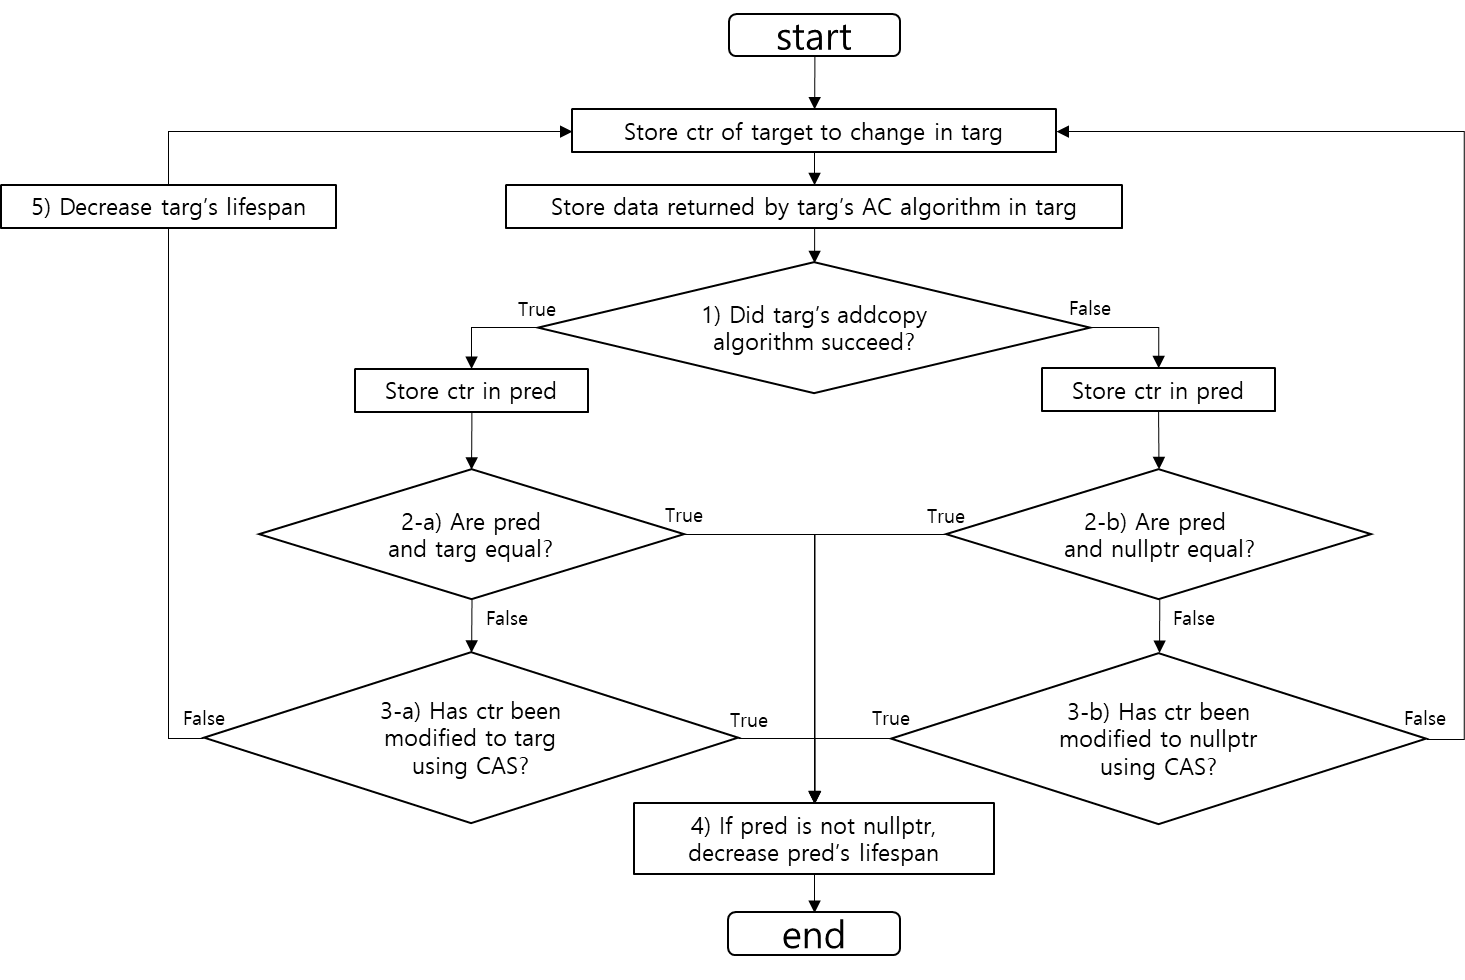 start
Store ctr of target to change in targ
5) Decrease targ's lifespan
Store data returned by targ's AC algorithm in targ
True
1) Did targ's addcopy
algorithm succeed?
False
Store ctr in pred
Store ctr in pred
2-a) Are pred
and targ equal?
True
True
2-b) Are pred
and nullptr equal?
False
False
False
3-a) Has ctr been
modified to targ
using CAS?
True
True
3-b) Has ctr been
modified to nullptr
using CAS?
False
4) If pred is not nullptr,
decrease pred's lifespan
end